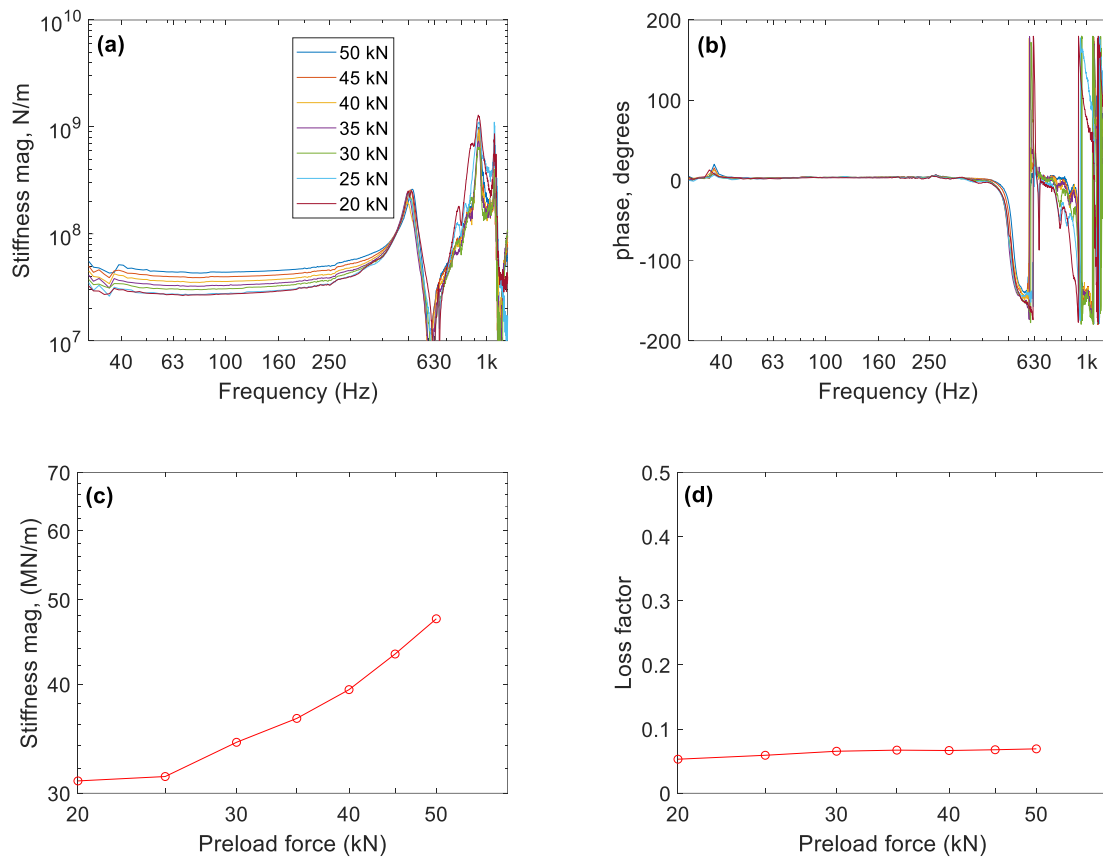 (a)
Stiffness mag, N/m
10^10
10^9
10^8
10^7
50 kN
45 kN
40 kN
35 kN
30 kN
25 kN
20 kN
40 63 100 160 250 630 1k
Frequency (Hz)
(b)
phase, degrees
200
100
0
-100
-200
40 63 100 160 250 630 1k
Frequency (Hz)
(c)
Stiffness mag, (MN/m)
70
60
50
40
30
20 30 40 50
Preload force (kN)
(d)
Loss factor
0.5
0.4
0.3
0.2
0.1
0
20 30 40 50
Preload force (kN)